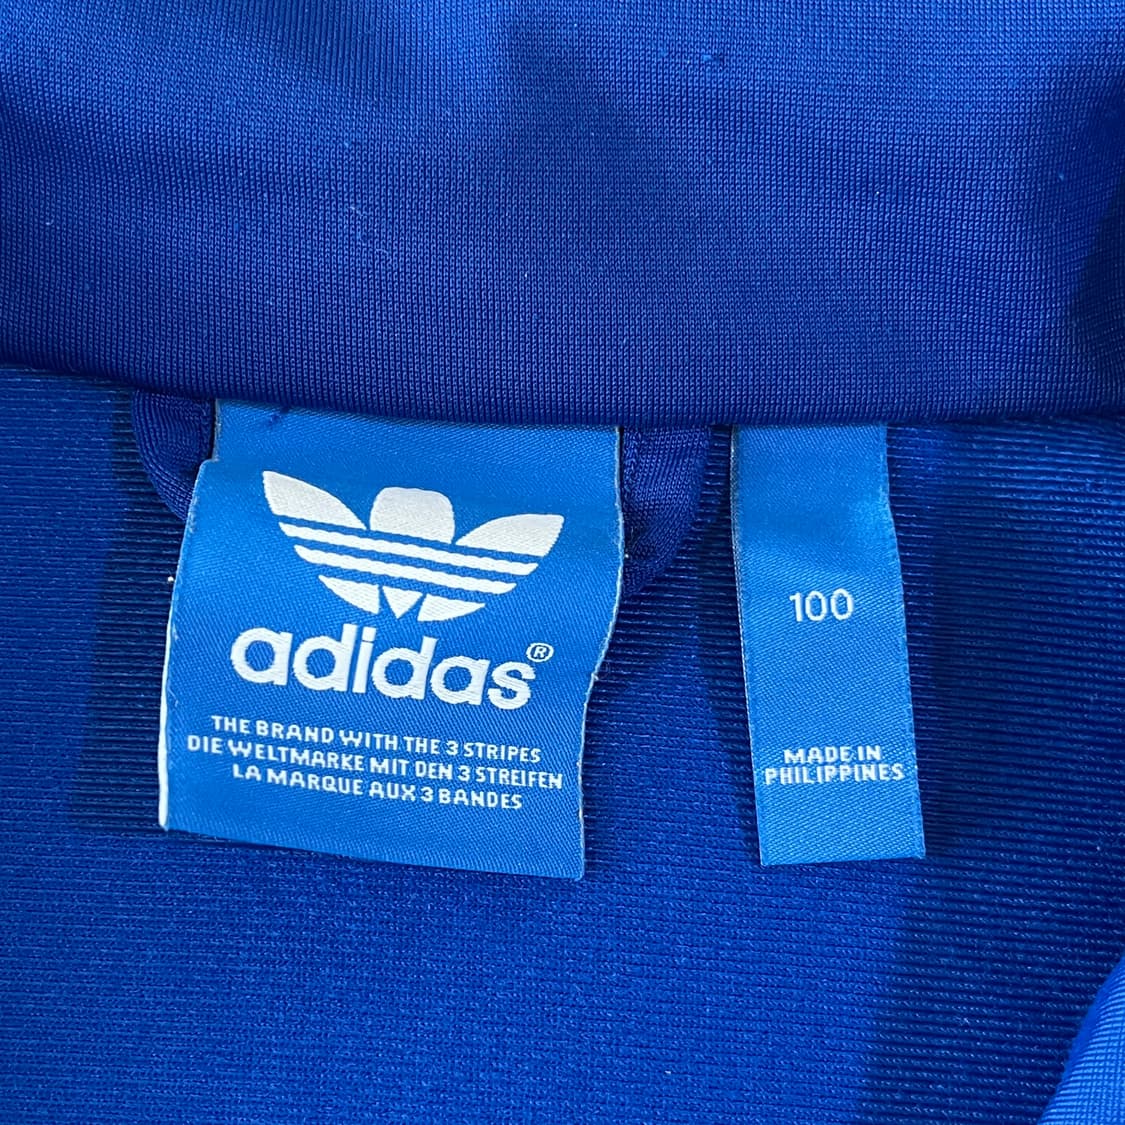 adidas®
THE BRAND WITH THE 3 STRIPES
DIE WELTMARKE MIT DEN 3 STREIFEN
LA MARQUE AUX 3 BANDES
100
MADE IN
PHILIPPINES